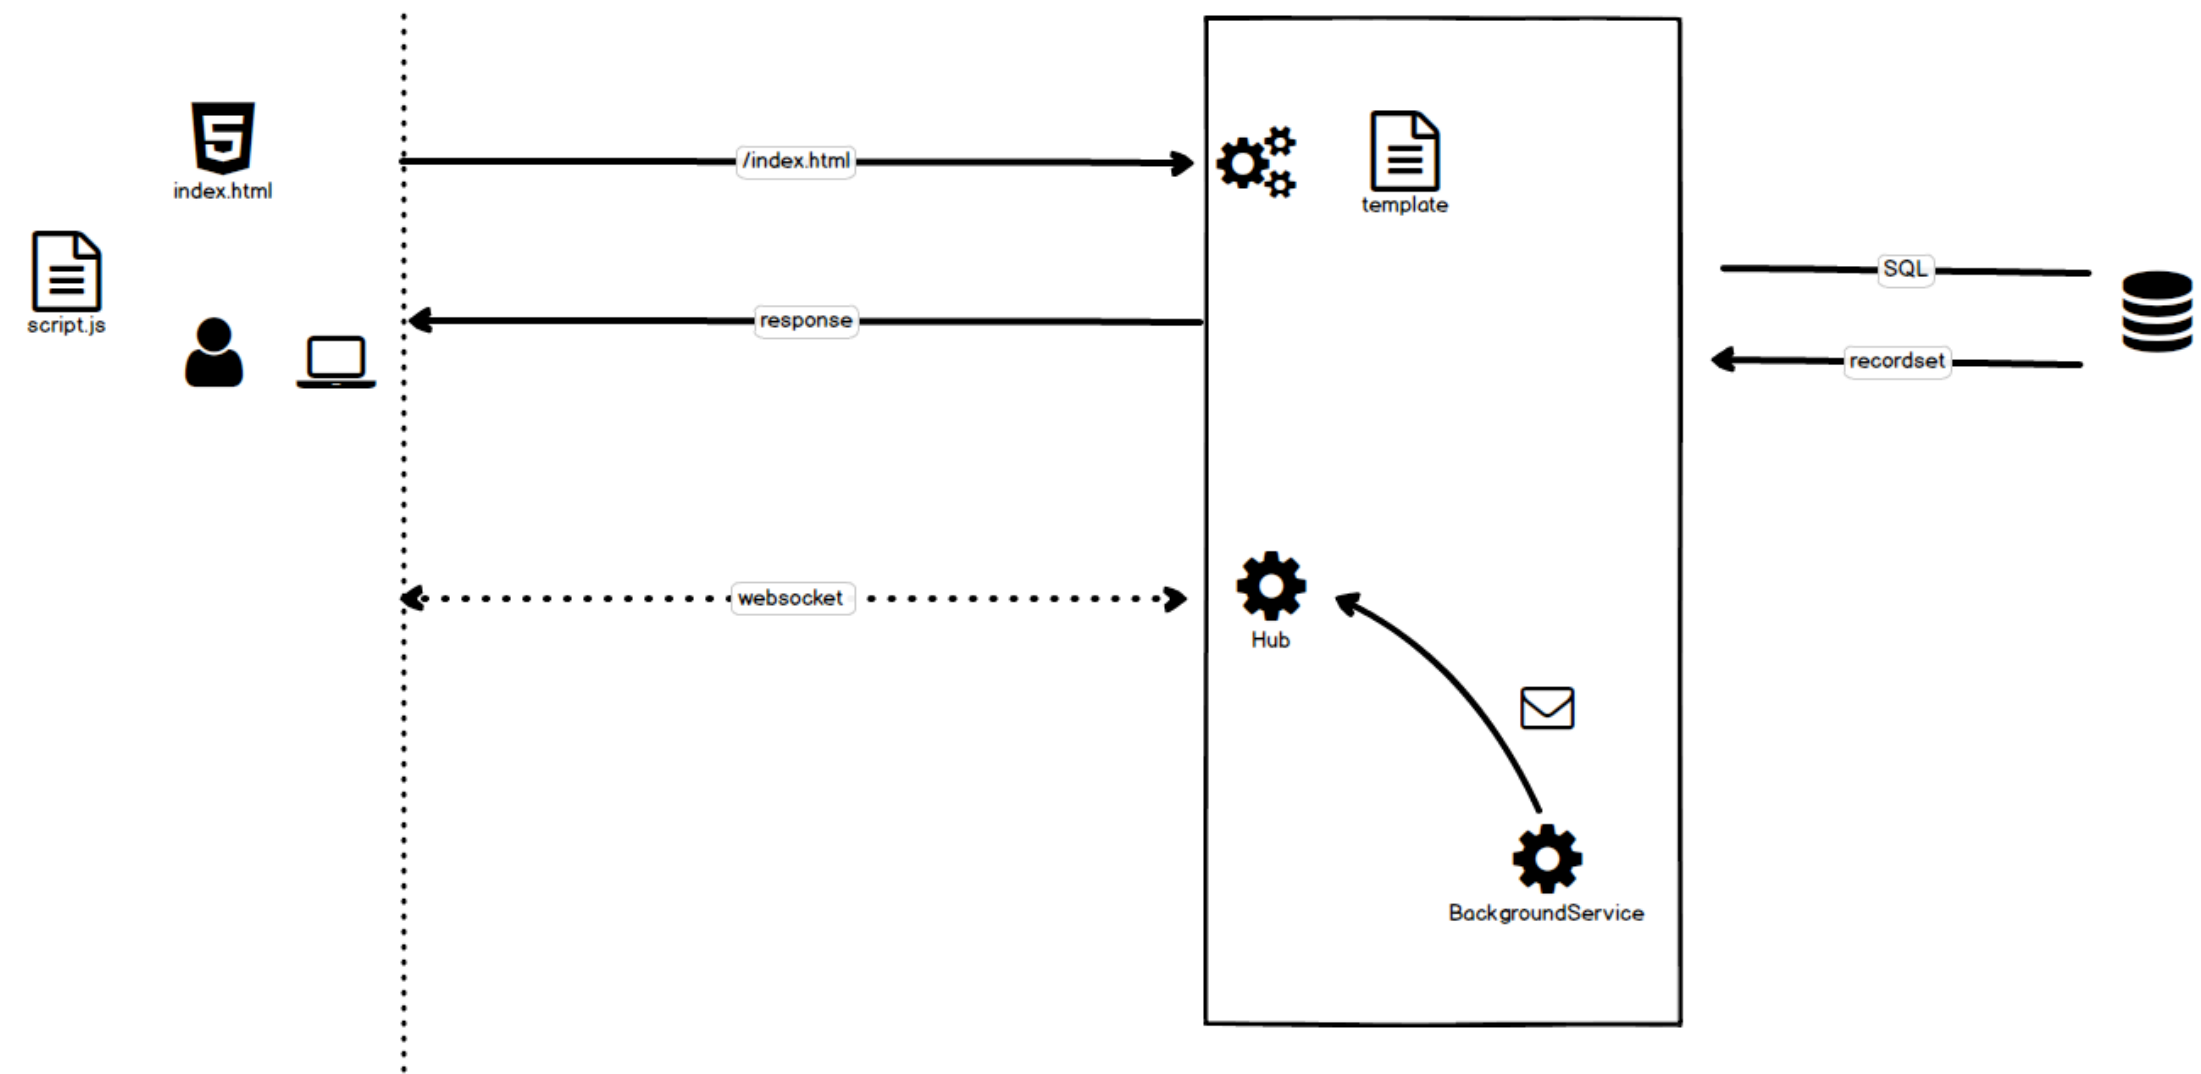 index.html
/index.html
template
script.js
response
SQL
recordset
websocket
Hub
BackgroundService